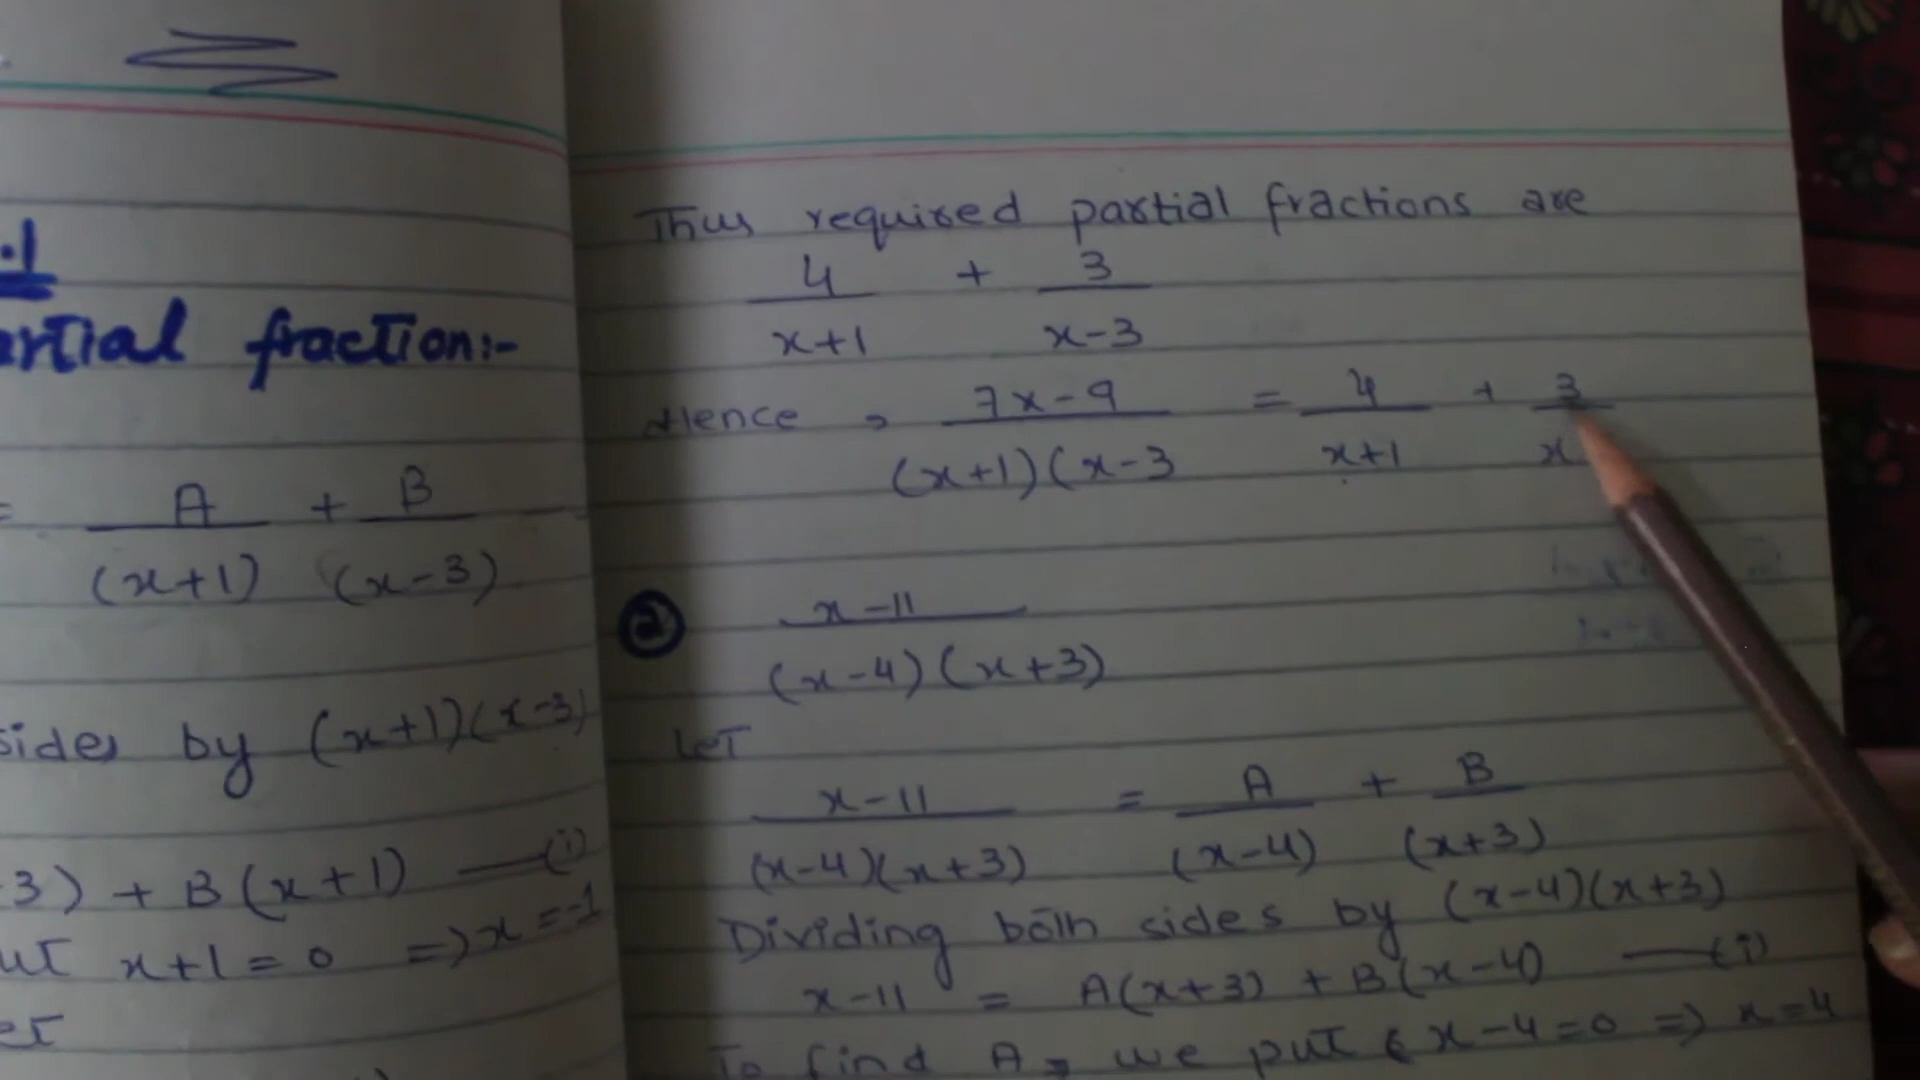 .1
artial fraction:-
= A/(x+1) + B/(x-3)
sides by (x+1)(x-3)
3) + B(x+1) —(i)
ut x+1=0 => x=-1
et
Thus required partial fractions are
4/x+1 + 3/x-3
Hence, 7x-9/(x+1)(x-3 = 4/x+1 + 3/x
2 x-11/(x-4)(x+3)
Let
x-11/(x-4)(x+3) = A/(x-4) + B/(x+3)
Dividing both sides by (x-4)(x+3)
x-11 = A(x+3) + B(x-4) —(i)
To find A, we put x-4=0 => x=4